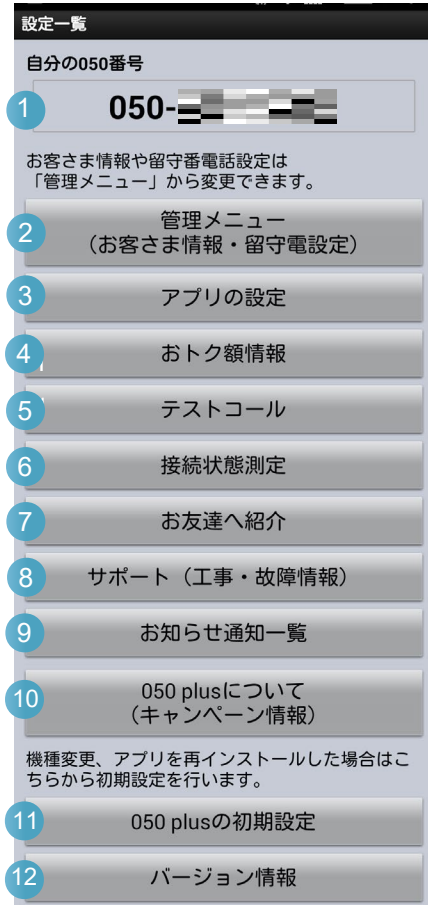 設定一覧
自分の050番号
1
050-
お客さま情報や留守番電話設定は
「管理メニュー」から変更できます。
2
管理メニュー
（お客さま情報・留守電設定）
3
アプリの設定
4
おトク額情報
5
テストコール
6
接続状態測定
7
お友達へ紹介
8
サポート（工事・故障情報）
9
お知らせ通知一覧
10
050 plusについて
（キャンペーン情報）
機種変更、アプリを再インストールした場合はこ
ちらから初期設定を行います。
11
050 plusの初期設定
12
バージョン情報